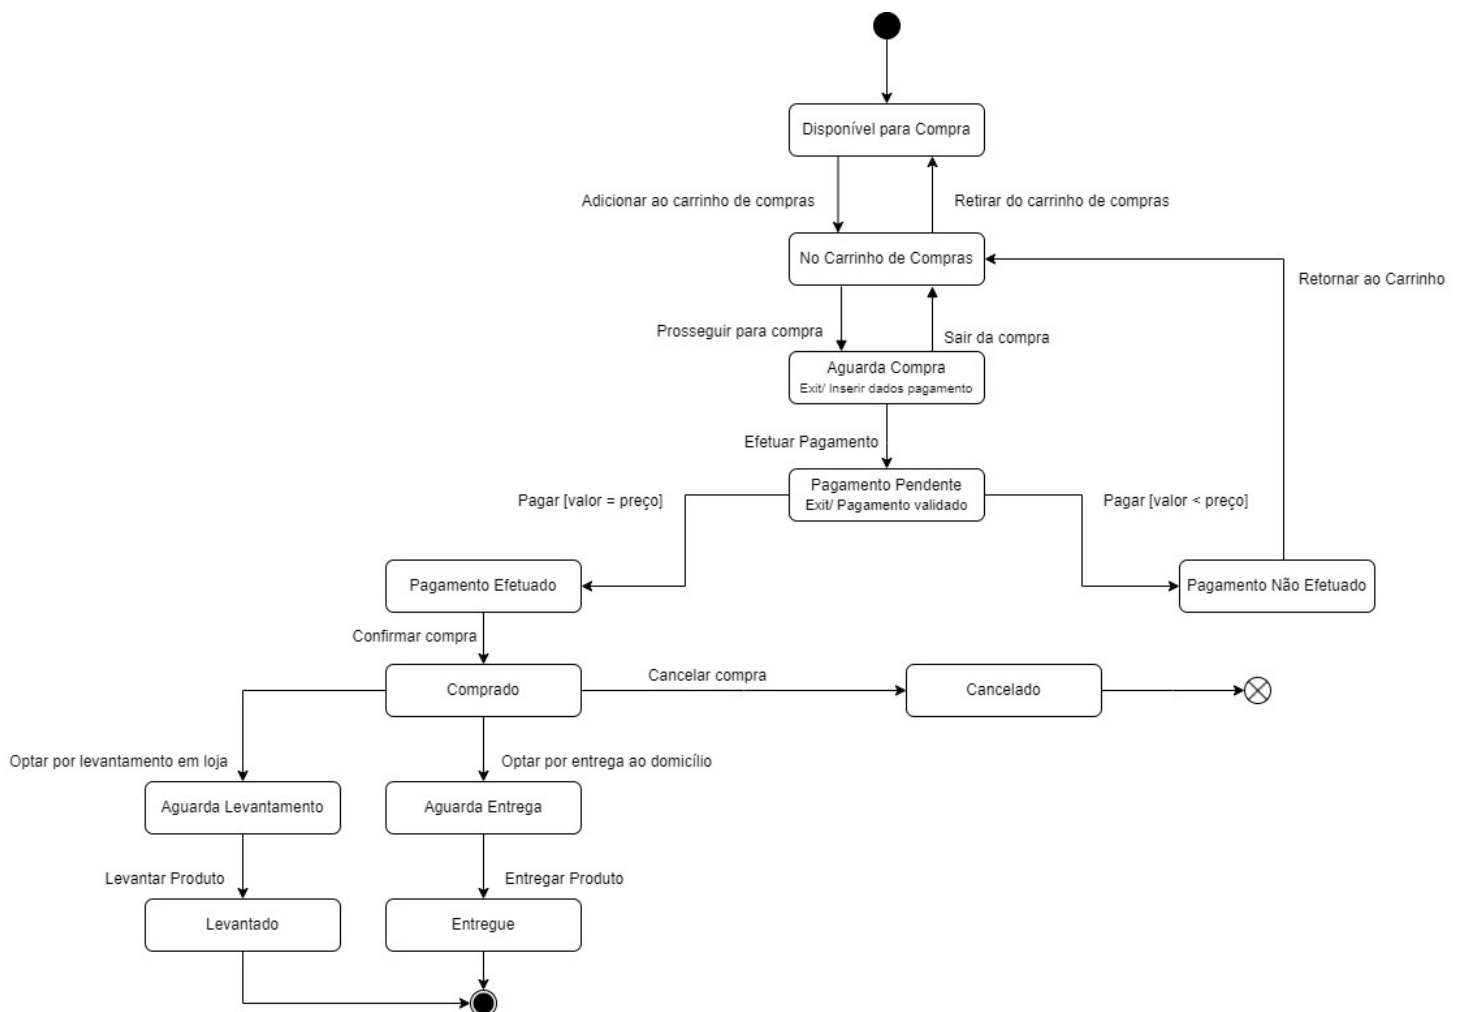 Disponível para Compra
Adicionar ao carrinho de compras
Retirar do carrinho de compras
No Carrinho de Compras
Retornar ao Carrinho
Prosseguir para compra
Sair da compra
Aguarda Compra
Exit/ Inserir dados pagamento
Efetuar Pagamento
Pagamento Pendente
Exit/ Pagamento validado
Pagar [valor = preço]
Pagar [valor < preço]
Pagamento Efetuado
Pagamento Não Efetuado
Confirmar compra
Comprado
Cancelar compra
Cancelado
Optar por levantamento em loja
Optar por entrega ao domicílio
Aguarda Levantamento
Aguarda Entrega
Levantar Produto
Entregar Produto
Levantado
Entregue